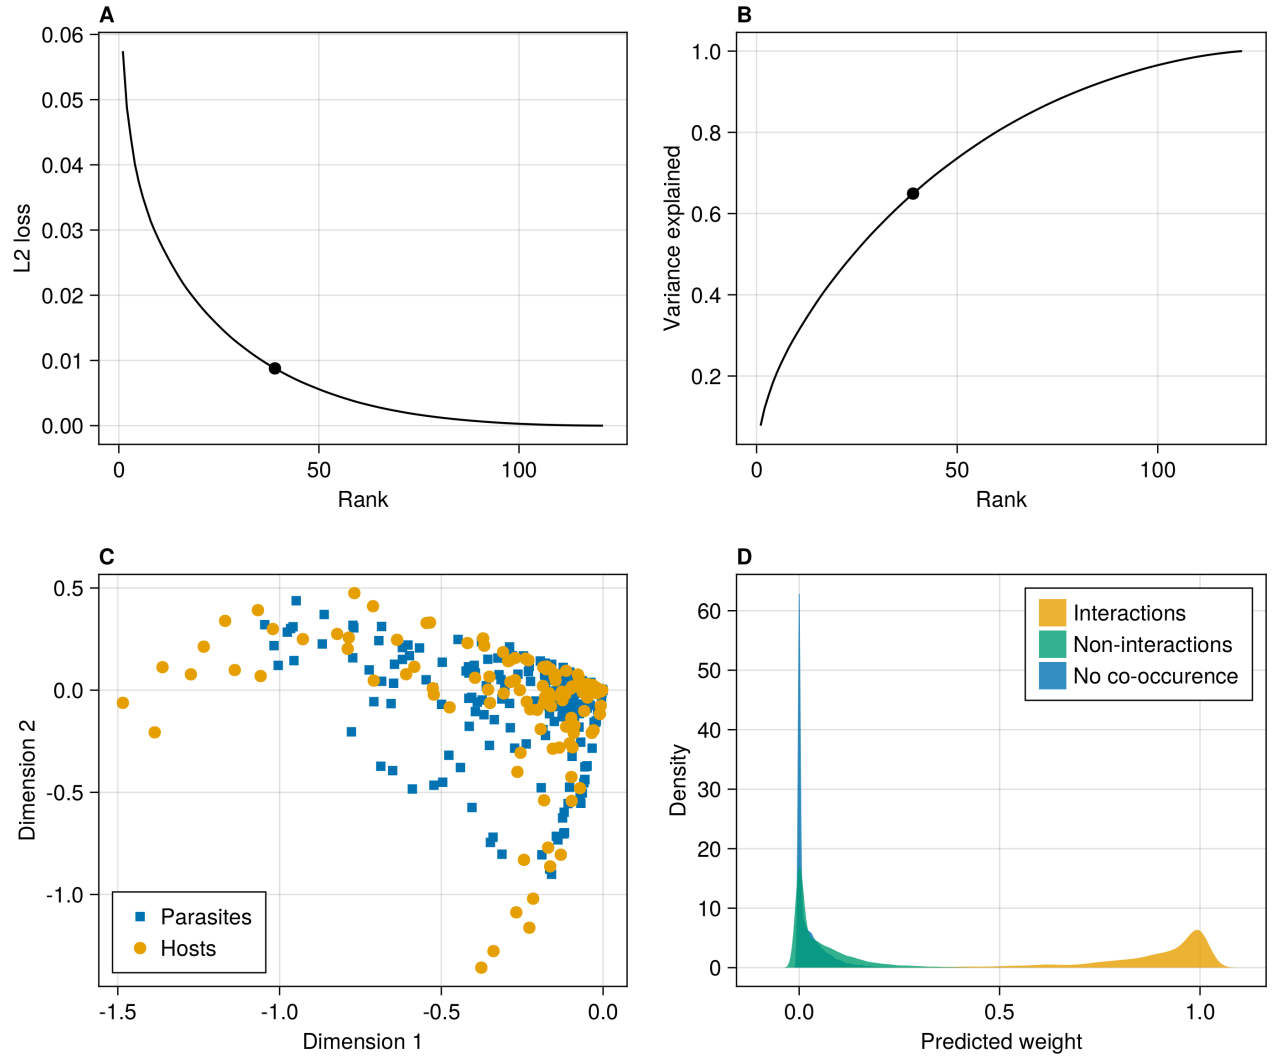 A
0.06
0.05
0.04
0.03
0.02
0.01
0.00
L2 loss
0 50 100
Rank
B
1.0
0.8
0.6
0.4
0.2
Variance explained
0 50 100
Rank
C
0.5
0.0
-0.5
-1.0
Dimension 2
Parasites
Hosts
-1.5 -1.0 -0.5 0.0
Dimension 1
D
60
50
40
30
20
10
0
Density
Interactions
Non-interactions
No co-occurence
0.0 0.5 1.0
Predicted weight